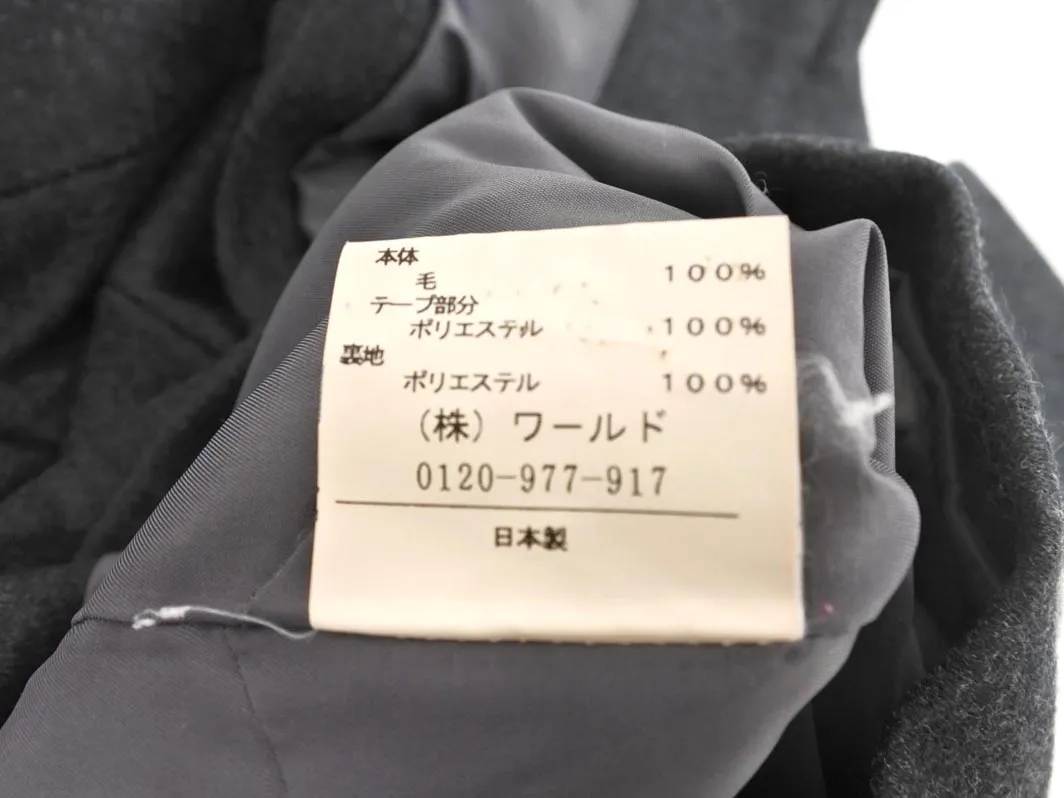 本体
毛 100%
テープ部分
ポリエステル 100%
裏地
ポリエステル 100%
(株) ワールド
0120-977-917
日本製